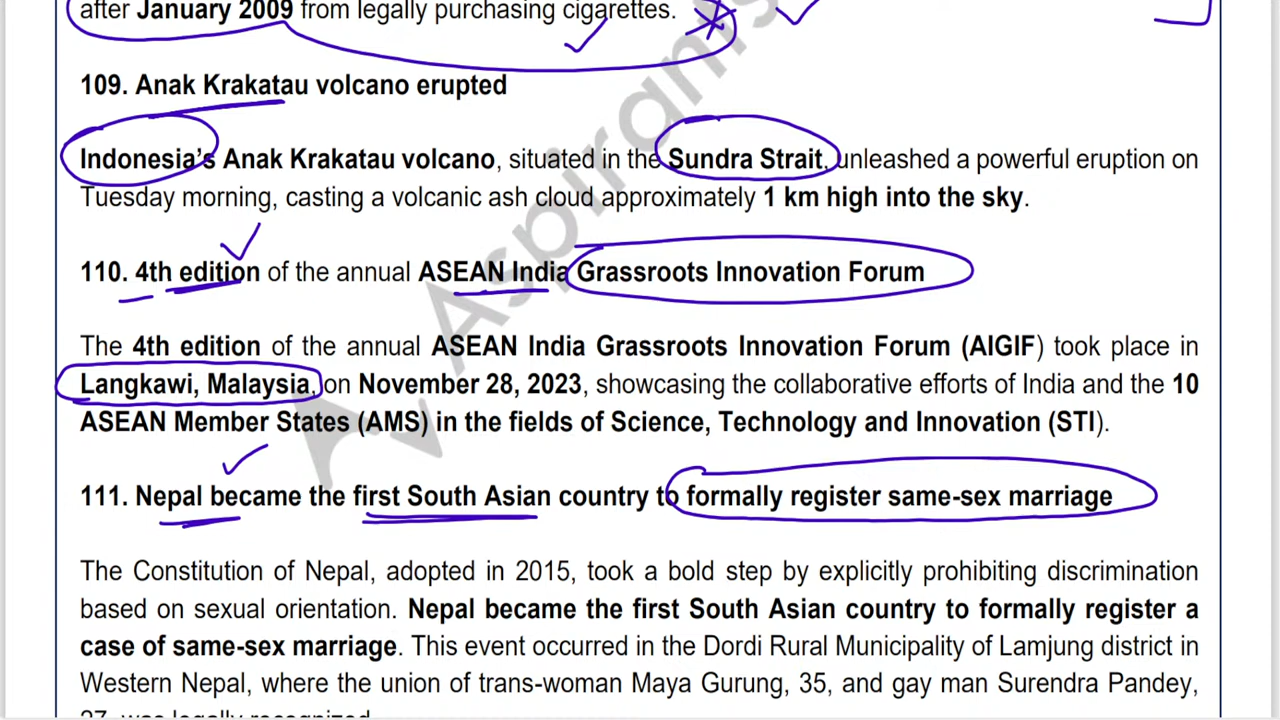 after January 2009 from legally purchasing cigarettes.
109. Anak Krakatau volcano erupted
Indonesia's Anak Krakatau volcano, situated in the Sundra Strait, unleashed a powerful eruption on
Tuesday morning, casting a volcanic ash cloud approximately 1 km high into the sky.
110. 4th edition of the annual ASEAN India Grassroots Innovation Forum
The 4th edition of the annual ASEAN India Grassroots Innovation Forum (AIGIF) took place in
Langkawi, Malaysia, on November 28, 2023, showcasing the collaborative efforts of India and the 10
ASEAN Member States (AMS) in the fields of Science, Technology and Innovation (STI).
111. Nepal became the first South Asian country to formally register same-sex marriage
The Constitution of Nepal, adopted in 2015, took a bold step by explicitly prohibiting discrimination
based on sexual orientation. Nepal became the first South Asian country to formally register a
case of same-sex marriage. This event occurred in the Dordi Rural Municipality of Lamjung district in
Western Nepal, where the union of trans-woman Maya Gurung, 35, and gay man Surendra Pandey,
27, was legally recognized.